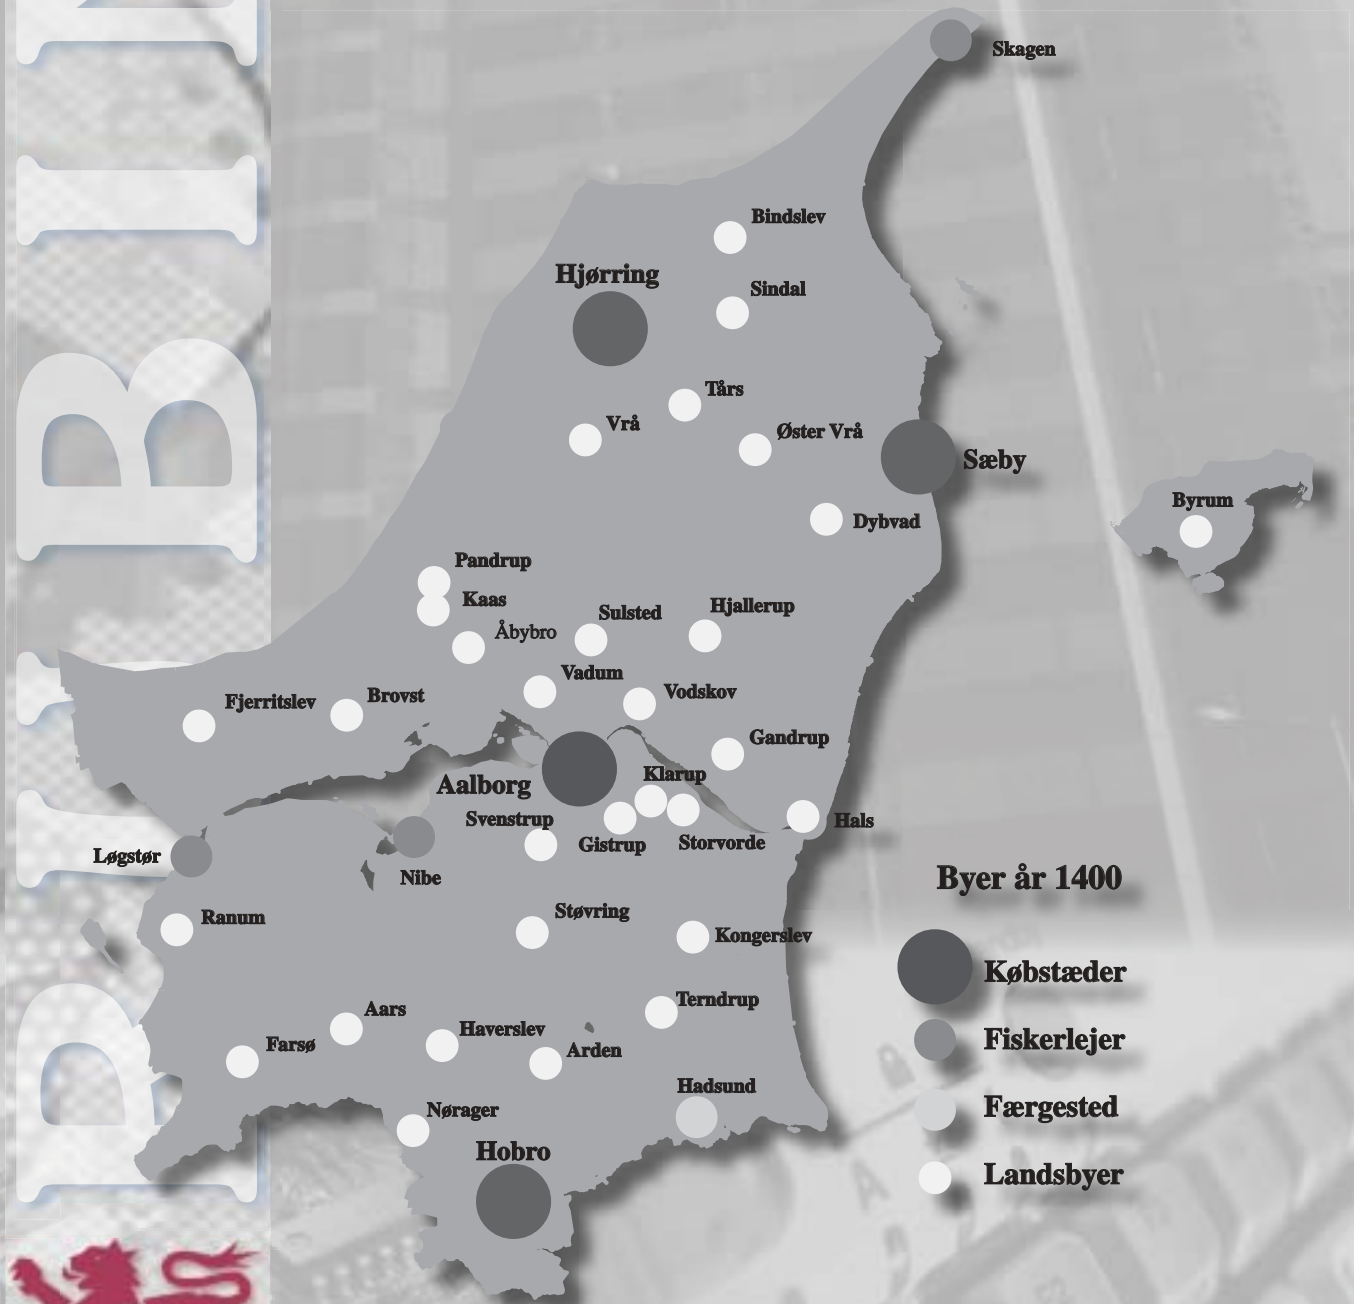 Skagen
Bindslev
Hjørring
Sindal
Tårs
Vrå
Øster Vrå
Sæby
Byrum
Dybvad
Pandrup
Kaas
Hjallerup
Sulsted
Åbybro
Vadum
Vodskov
Brovst
Fjerritslev
Gandrup
Klarup
Aalborg
Svenstrup
Hals
Gistrup
Storvorde
Løgstør
Nibe
Byer år 1400
Støvring
Ranum
Kongerslev
Købstæder
Terndrup
Aars
Haverslev
Fiskerlejer
Farsø
Arden
Hadsund
Færgested
Nørager
Hobro
Landsbyer